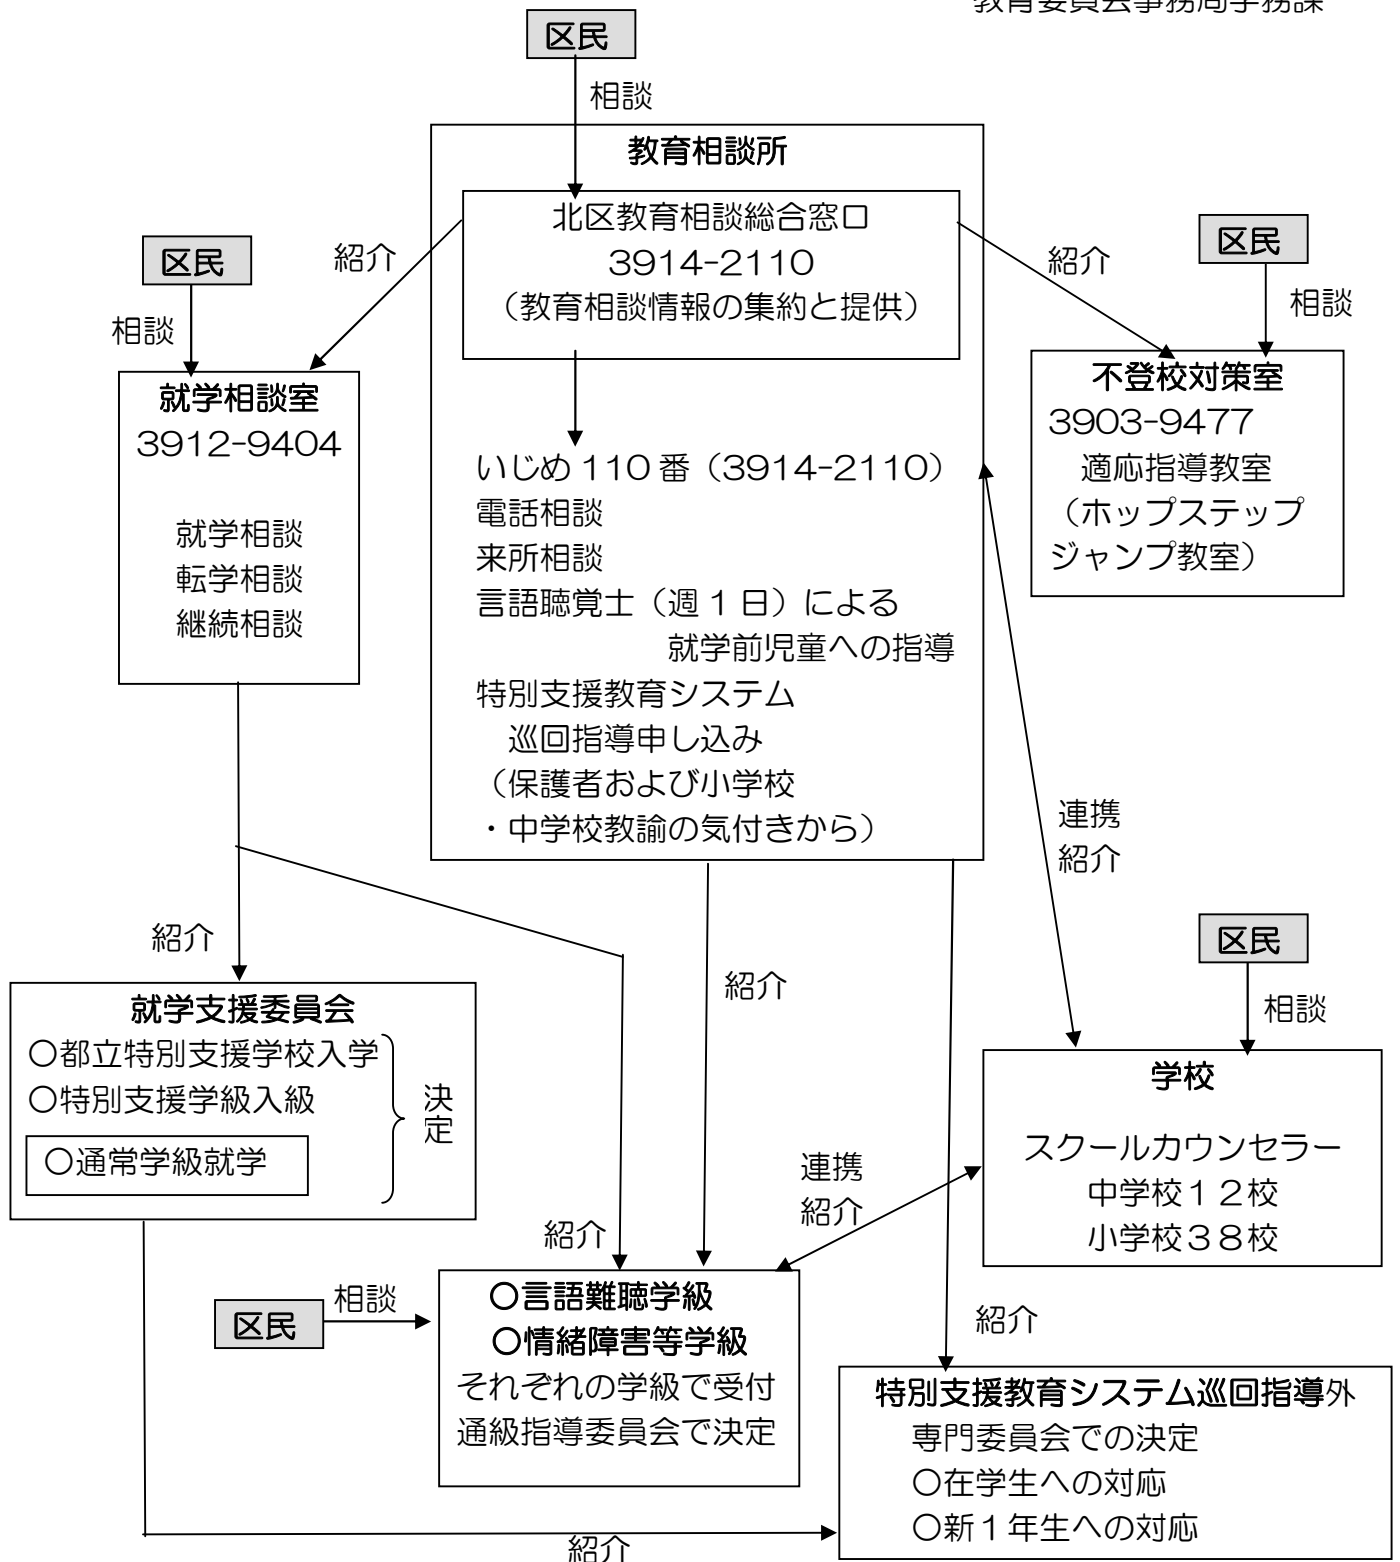 教育委員会事務局学務課
区民
相談
教育相談所
北区教育相談総合窓口
3914-2110
（教育相談情報の集約と提供）
いじめ110番（3914-2110）
電話相談
来所相談
言語聴覚士（週1日）による
就学前児童への指導
特別支援教育システム
巡回指導申し込み
（保護者および小学校
・中学校教諭の気付きから）
紹介
区民
相談
就学相談室
3912-9404
就学相談
転学相談
継続相談
紹介
区民
相談
不登校対策室
3903-9477
適応指導教室
（ホップステップ
ジャンプ教室）
連携
紹介
紹介
就学支援委員会
〇都立特別支援学校入学
〇特別支援学級入級
〇通常学級就学
決
定
紹介
区民
相談
学校
スクールカウンセラー
中学校１２校
小学校３８校
連携
紹介
紹介
区民
相談
〇言語難聴学級
〇情緒障害等学級
それぞれの学級で受付
通級指導委員会で決定
紹介
特別支援教育システム巡回指導外
専門委員会での決定
〇在学生への対応
〇新１年生への対応
紹介